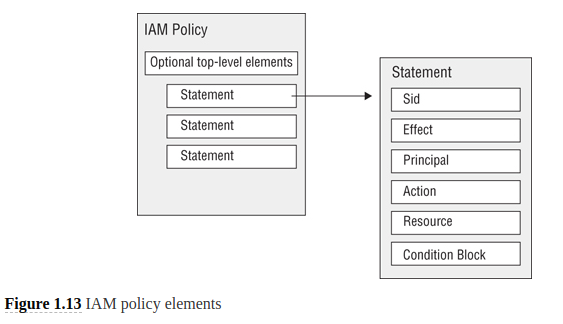 IAM Policy
Optional top-level elements
Statement
Statement
Statement
Statement
Sid
Effect
Principal
Action
Resource
Condition Block
Figure 1.13 IAM policy elements